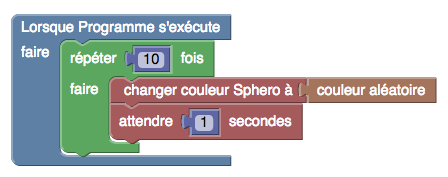 Lorsque Programme s'exécute
faire répéter 10 fois
faire changer couleur Sphero à couleur aléatoire
attendre 1 secondes